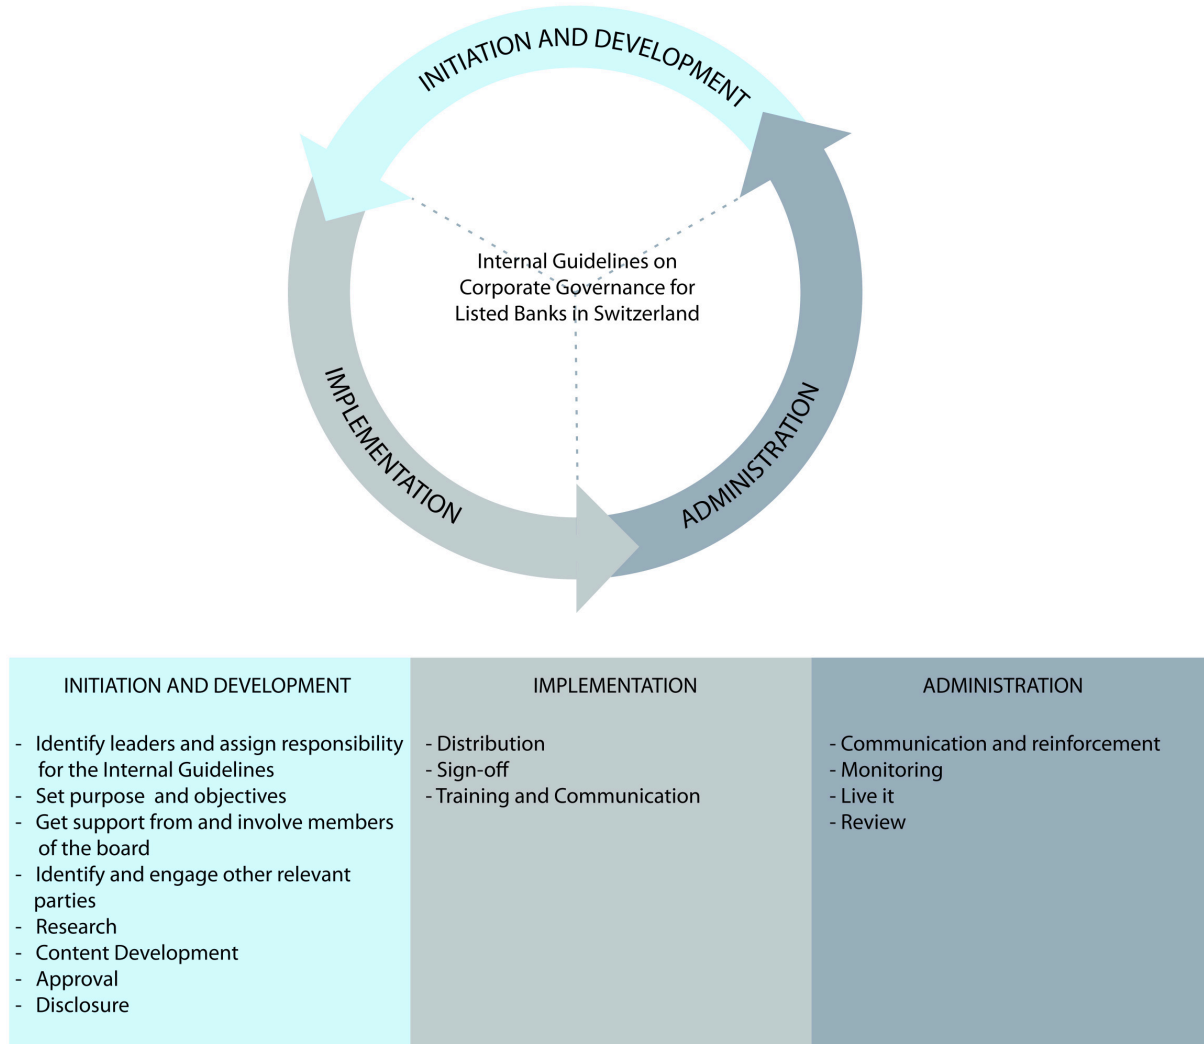 INITIATION AND DEVELOPMENT
Internal Guidelines on
Corporate Governance for
Listed Banks in Switzerland
IMPLEMENTATION
ADMINISTRATION
INITIATION AND DEVELOPMENT
- Identify leaders and assign responsibility
for the Internal Guidelines
- Set purpose and objectives
- Get support from and involve members
of the board
- Identify and engage other relevant
parties
- Research
- Content Development
- Approval
- Disclosure
IMPLEMENTATION
- Distribution
- Sign-off
- Training and Communication
ADMINISTRATION
- Communication and reinforcement
- Monitoring
- Live it
- Review